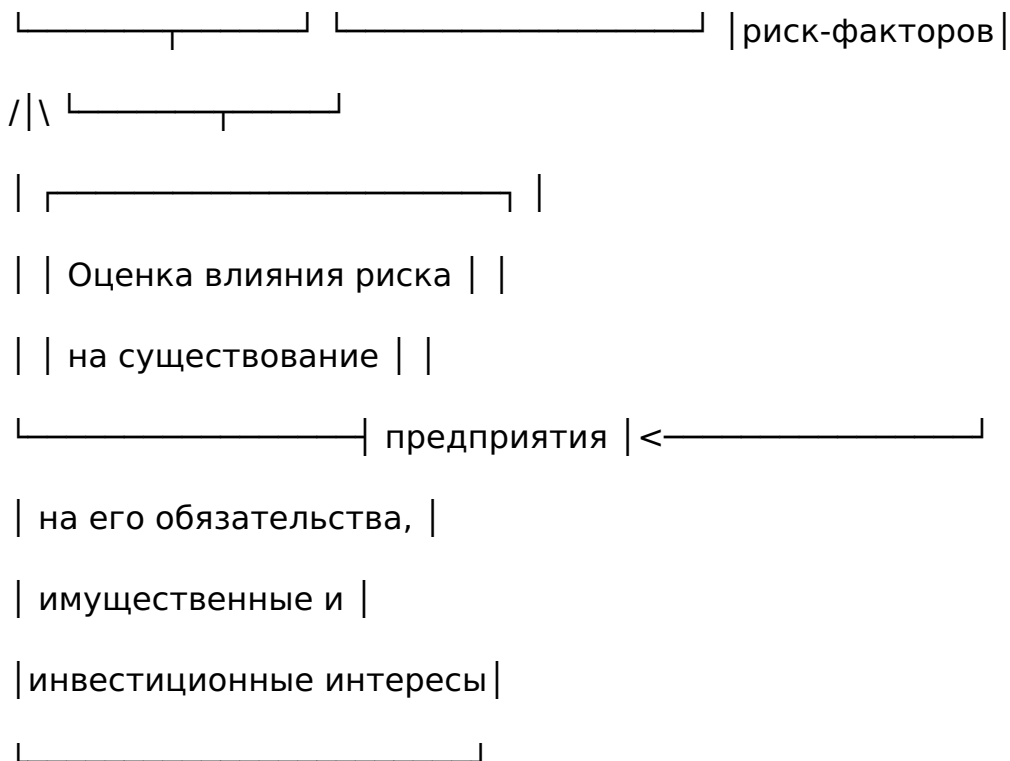 └──────┬──────┘ └─────────────────┘ │риск-факторов│
/│\ └───────┬─────┘
│ ┌──────────────────────┐ │
│ │ Оценка влияния риска │ │
│ │ на существование │ │
└────────────────┤ предприятия │<───────────────┘
│ на его обязательства, │
│ имущественные и │
│инвестиционные интересы│
└──────────────────────┘